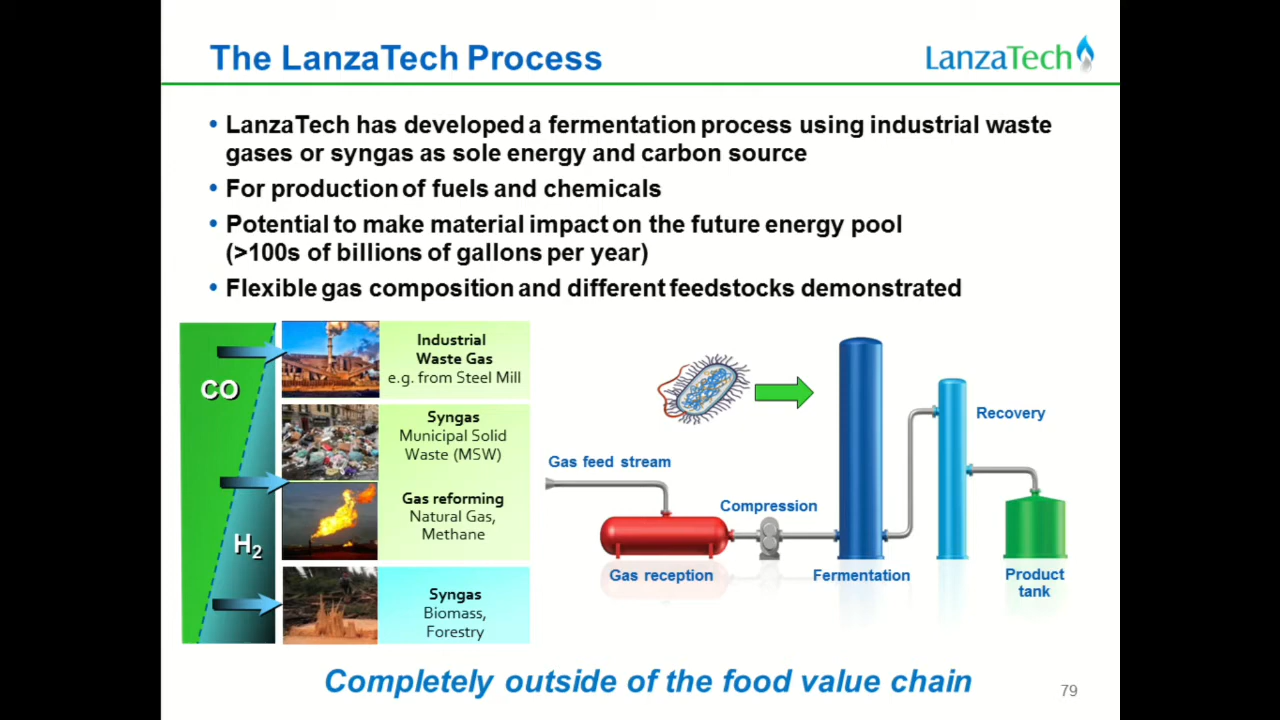 The LanzaTech Process
LanzaTech
• LanzaTech has developed a fermentation process using industrial waste
gases or syngas as sole energy and carbon source
• For production of fuels and chemicals
• Potential to make material impact on the future energy pool
(>100s of billions of gallons per year)
• Flexible gas composition and different feedstocks demonstrated
CO
H2
Industrial
Waste Gas
e.g. from Steel Mill
Syngas
Municipal Solid
Waste (MSW)
Gas reforming
Natural Gas,
Methane
Syngas
Biomass,
Forestry
Gas feed stream
Gas reception
Compression
Fermentation
Recovery
Product
tank
Completely outside of the food value chain
79